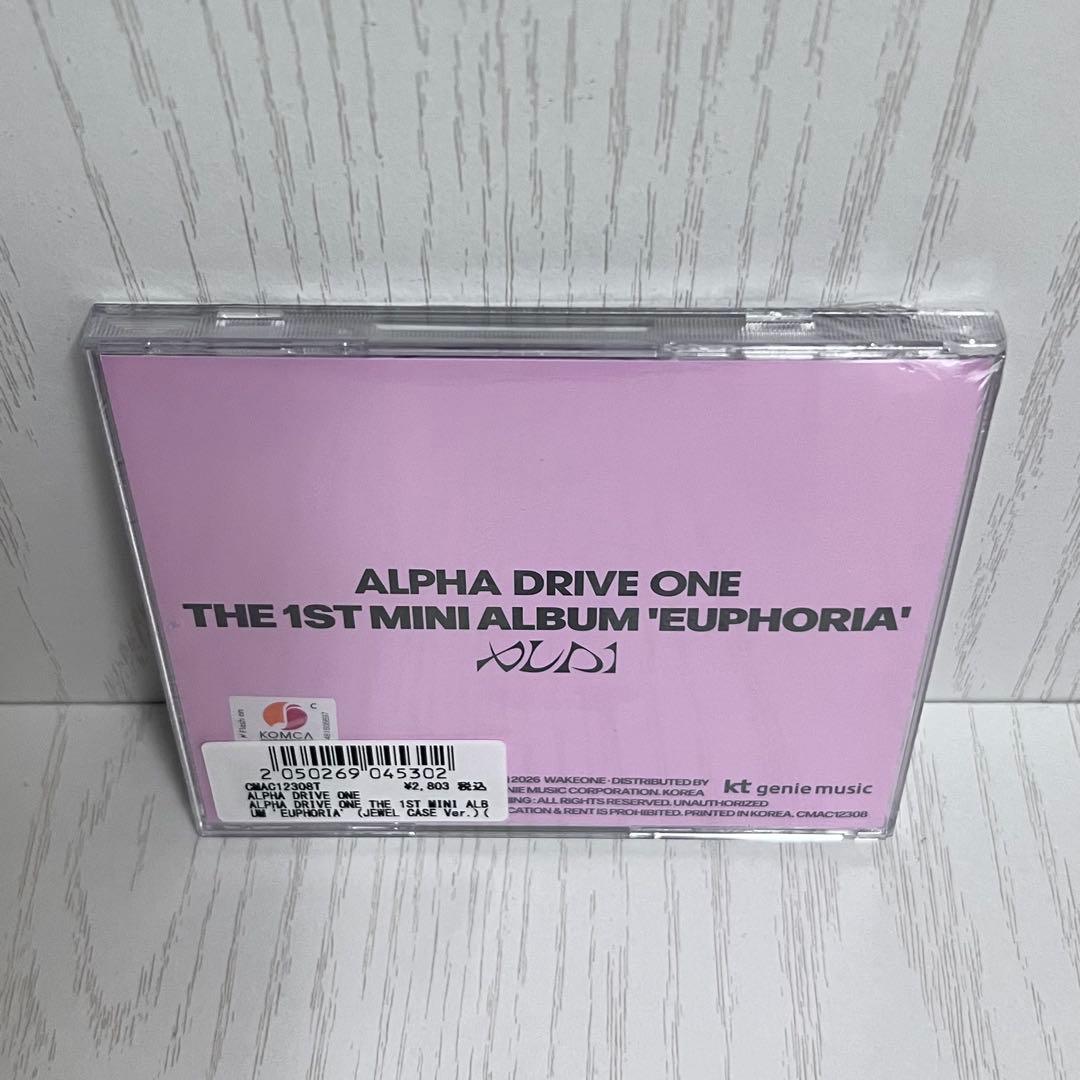 ALPHA DRIVE ONE
THE 1ST MINI ALBUM 'EUPHORIA'
Flash on
C
KOMCA
2 050269 045302
CMAC12308T ¥2,803 税込
ALPHA DRIVE ONE
ALPHA DRIVE ONE THE 1ST MINI ALB
UM 'EUPHORIA' (JEWEL CASE Ver.)(
2026 WAKEONE · DISTRIBUTED BY
MUSIC CORPORATION. KOREA
: ALL RIGHTS RESERVED. UNAUTHORIZED
& RENT IS PROHIBITED. PRINTED IN KOREA. CMAC12308
kt genie music